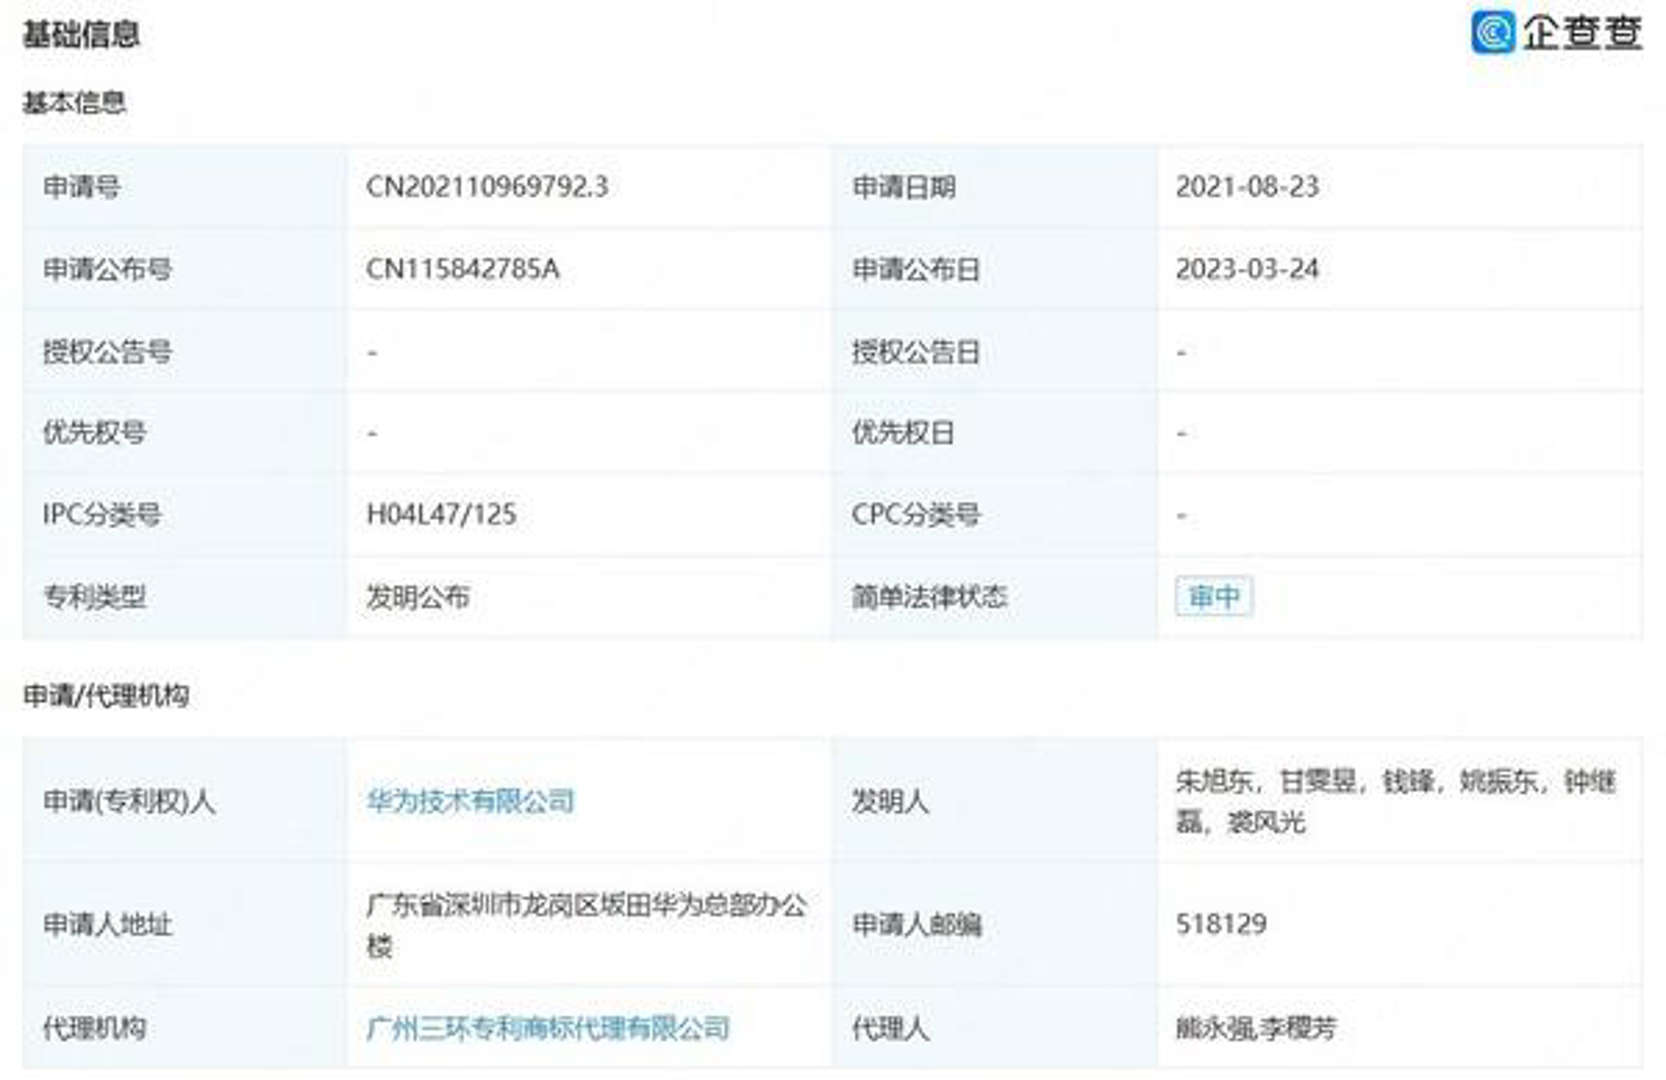 基础信息
企查查
基本信息
申请号 CN202110969792.3 申请日期 2021-08-23
申请公布号 CN115842785A 申请公布日 2023-03-24
授权公告号 - 授权公告日 -
优先权号 - 优先权日 -
IPC分类号 H04L47/125 CPC分类号 -
专利类型 发明公布 简单法律状态 审中
申请/代理机构
申请(专利权)人 华为技术有限公司 发明人 朱旭东，甘雯昱，钱锋，姚振东，钟继
磊，裘风光
申请人地址 广东省深圳市龙岗区坂田华为总部办公
楼 申请人邮编 518129
代理机构 广州三环专利商标代理有限公司 代理人 熊永强,李稷芳